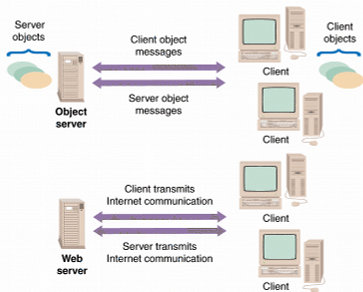 Server
objects
Client object
messages
Client
objects
Client
Server object
messages
Object
server
Client
Client transmits
Internet communication
Client
Web
server
Server transmits
Internet communication
Client